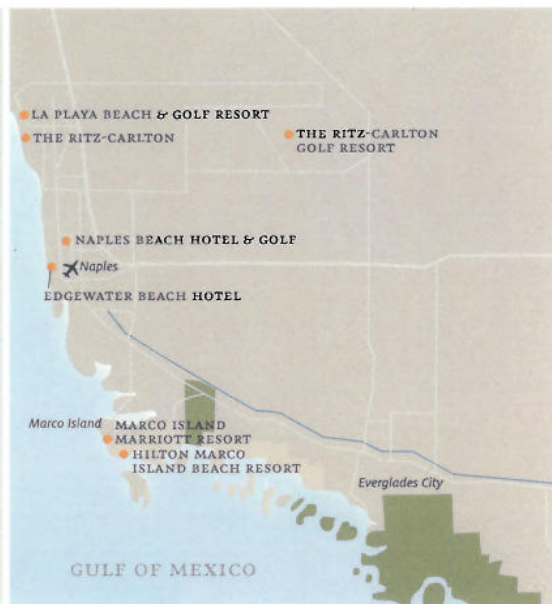 LA PLAYA BEACH & GOLF RESORT
THE RITZ-CARLTON
THE RITZ-CARLTON
GOLF RESORT
NAPLES BEACH HOTEL & GOLF
Naples
EDGEWATER BEACH HOTEL
Marco Island
MARCO ISLAND
MARRIOTT RESORT
HILTON MARCO
ISLAND BEACH RESORT
Everglades City
GULF OF MEXICO